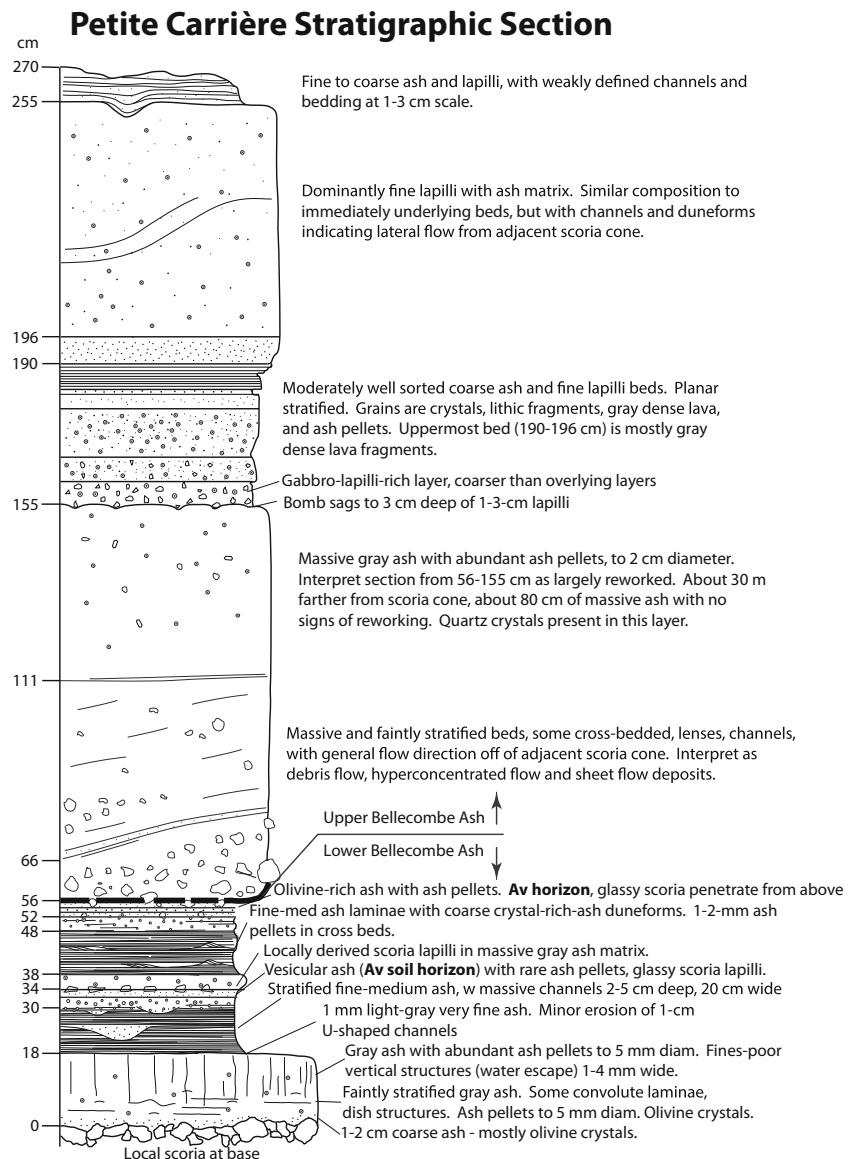 Petite Carrière Stratigraphic Section
cm
270
Fine to coarse ash and lapilli, with weakly defined channels and
bedding at 1-3 cm scale.
255
Dominantly fine lapilli with ash matrix. Similar composition to
immediately underlying beds, but with channels and duneforms
indicating lateral flow from adjacent scoria cone.
196
190
Moderately well sorted coarse ash and fine lapilli beds. Planar
stratified. Grains are crystals, lithic fragments, gray dense lava,
and ash pellets. Uppermost bed (190-196 cm) is mostly gray
dense lava fragments.
Gabbro-lapilli-rich layer, coarser than overlying layers
155
Bomb sags to 3 cm deep of 1-3-cm lapilli
Massive gray ash with abundant ash pellets, to 2 cm diameter.
Interpret section from 56-155 cm as largely reworked. About 30 m
farther from scoria cone, about 80 cm of massive ash with no
signs of reworking. Quartz crystals present in this layer.
111
Massive and faintly stratified beds, some cross-bedded, lenses, channels,
with general flow direction off of adjacent scoria cone. Interpret as
debris flow, hyperconcentrated flow and sheet flow deposits.
Upper Bellecombe Ash
Lower Bellecombe Ash
66
Olivine-rich ash with ash pellets. Av horizon, glassy scoria penetrate from above
56
Fine-med ash laminae with coarse crystal-rich-ash duneforms. 1-2-mm ash
52
pellets in cross beds.
48
Locally derived scoria lapilli in massive gray ash matrix.
Vesicular ash (Av soil horizon) with rare ash pellets, glassy scoria lapilli.
38
Stratified fine-medium ash, w massive channels 2-5 cm deep, 20 cm wide
34
1 mm light-gray very fine ash. Minor erosion of 1-cm
30
U-shaped channels
18
Gray ash with abundant ash pellets to 5 mm diam. Fines-poor
vertical structures (water escape) 1-4 mm wide.
Faintly stratified gray ash. Some convolute laminae,
dish structures. Ash pellets to 5 mm diam. Olivine crystals.
0
1-2 cm coarse ash - mostly olivine crystals.
Local scoria at base